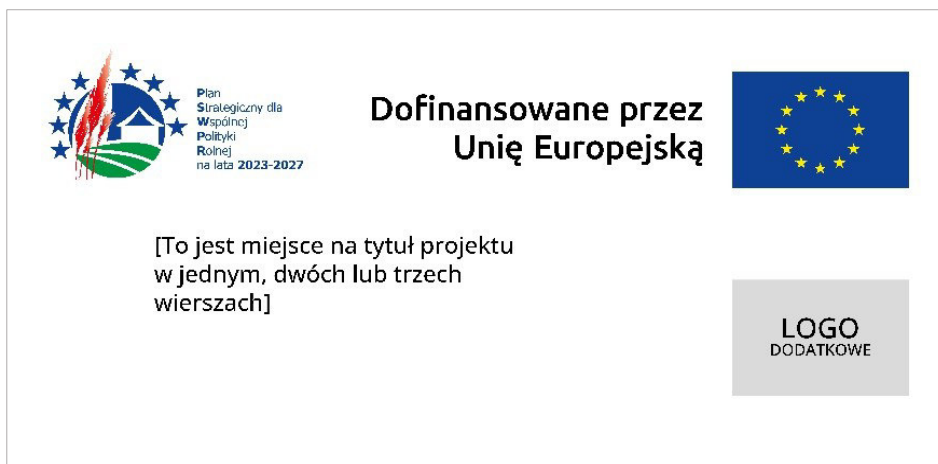 Plan
Strategiczny dla
Wspólnej
Polityki
Rolnej
na lata 2023-2027
Dofinansowane przez
Unię Europejską
[To jest miejsce na tytuł projektu
w jednym, dwóch lub trzech
wierszach]
LOGO
DODATKOWE